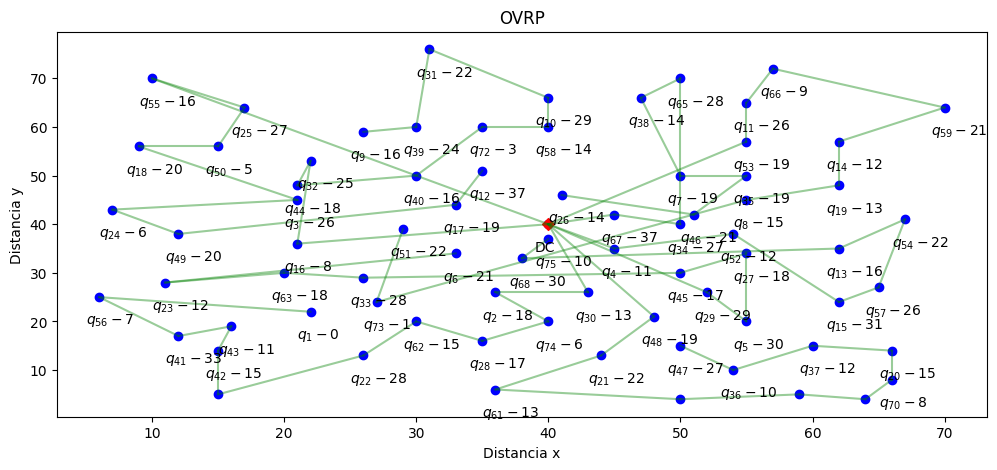 OVRP
Distancia y
70
60
50
40
30
20
10
q31 − 22
q55 − 16
q65 − 28
q66 − 9
q25 − 27
q10 − 29
q38 − 14
q11 − 26
q59 − 21
q9 − 16
q39 − 24
q72 − 3
q58 − 14
q18 − 20
q50 − 5
q53 − 19
q14 − 12
q32 − 25
q12 − 37
q40 − 16
q7 − 19
q44 − 18
q19 − 13
q3 − 26
q26 − 14
q8 − 15
q24 − 6
q17 − 19
q67 − 37
q46 − 21
q54 − 22
DC
q34 − 27
q49 − 20
q51 − 22
q75 − 10
q52 − 12
q16 − 8
q6 − 21
q4 − 11
q27 − 18
q13 − 16
q68 − 30
q63 − 18
q33 − 28
q45 − 17
q23 − 12
q56 − 7
q73 − 1
q2 − 18
q30 − 13
q29 − 29
q15 − 31
q57 − 26
q1 − 0
q43 − 11
q41 − 33
q62 − 15
q74 − 6
q48 − 19
q5 − 30
q42 − 15
q22 − 28
q28 − 17
q21 − 22
q47 − 27
q37 − 12
q20 − 15
q36 − 10
q70 − 8
q61 − 13
10
20
30
40
50
60
70
Distancia x